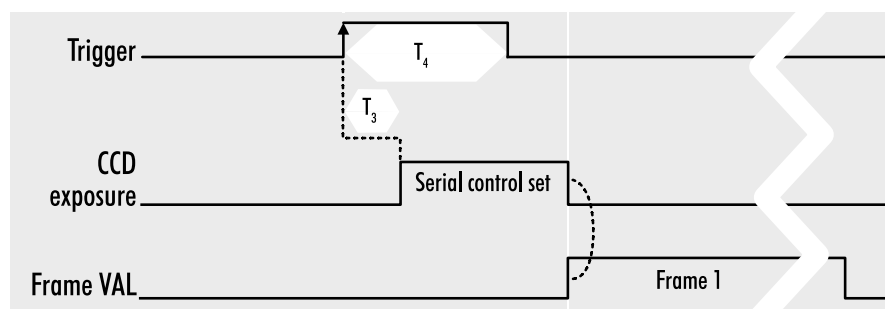 Trigger
T4
T3
CCD
exposure
Serial control set
Frame VAL
Frame 1